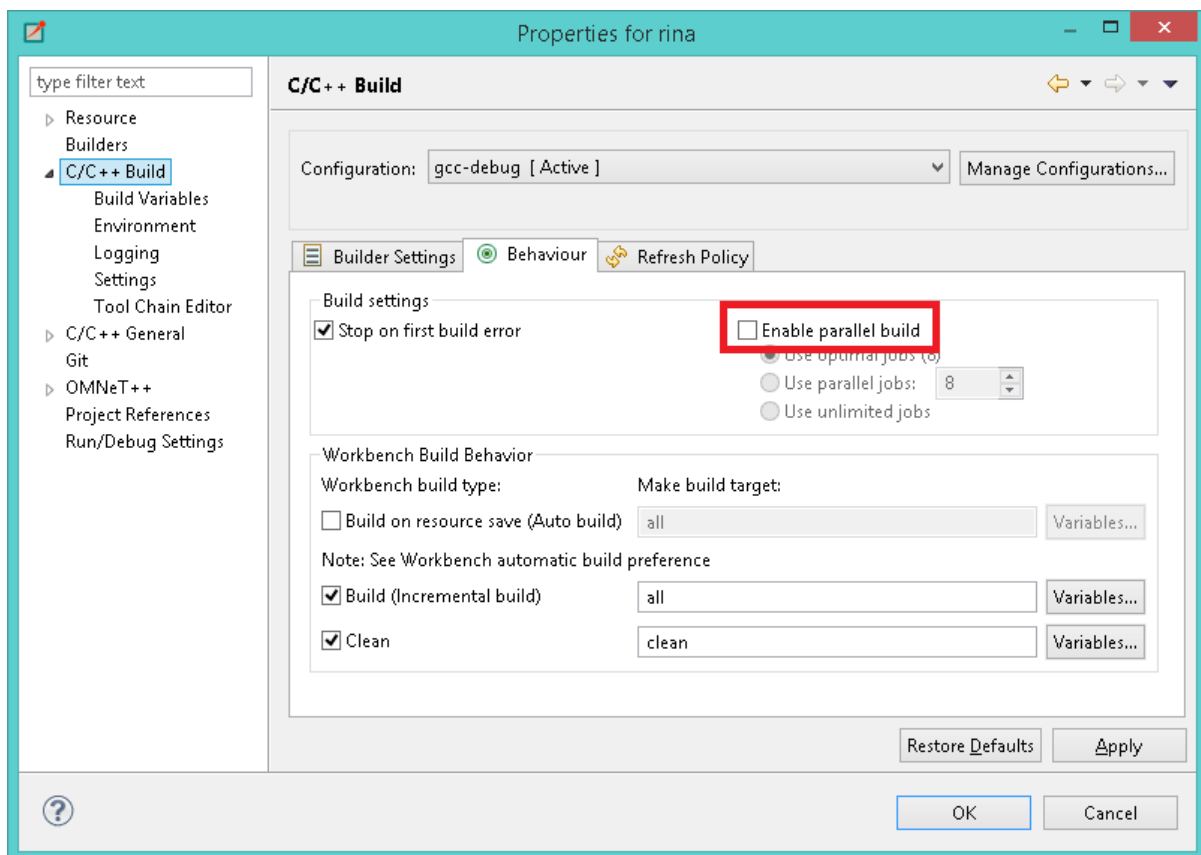 Properties for rina
type filter text
Resource
Builders
C/C++ Build
Build Variables
Environment
Logging
Settings
Tool Chain Editor
C/C++ General
Git
OMNeT++
Project References
Run/Debug Settings
C/C++ Build
Configuration: gcc-debug [ Active ] Manage Configurations...
Builder Settings Behaviour Refresh Policy
Build settings
Stop on first build error Enable parallel build
Use optimal jobs (8)
Use parallel jobs: 8
Use unlimited jobs
Workbench Build Behavior
Workbench build type: Make build target:
Build on resource save (Auto build) all Variables...
Note: See Workbench automatic build preference
Build (Incremental build) all Variables...
Clean clean Variables...
Restore Defaults Apply
? OK Cancel